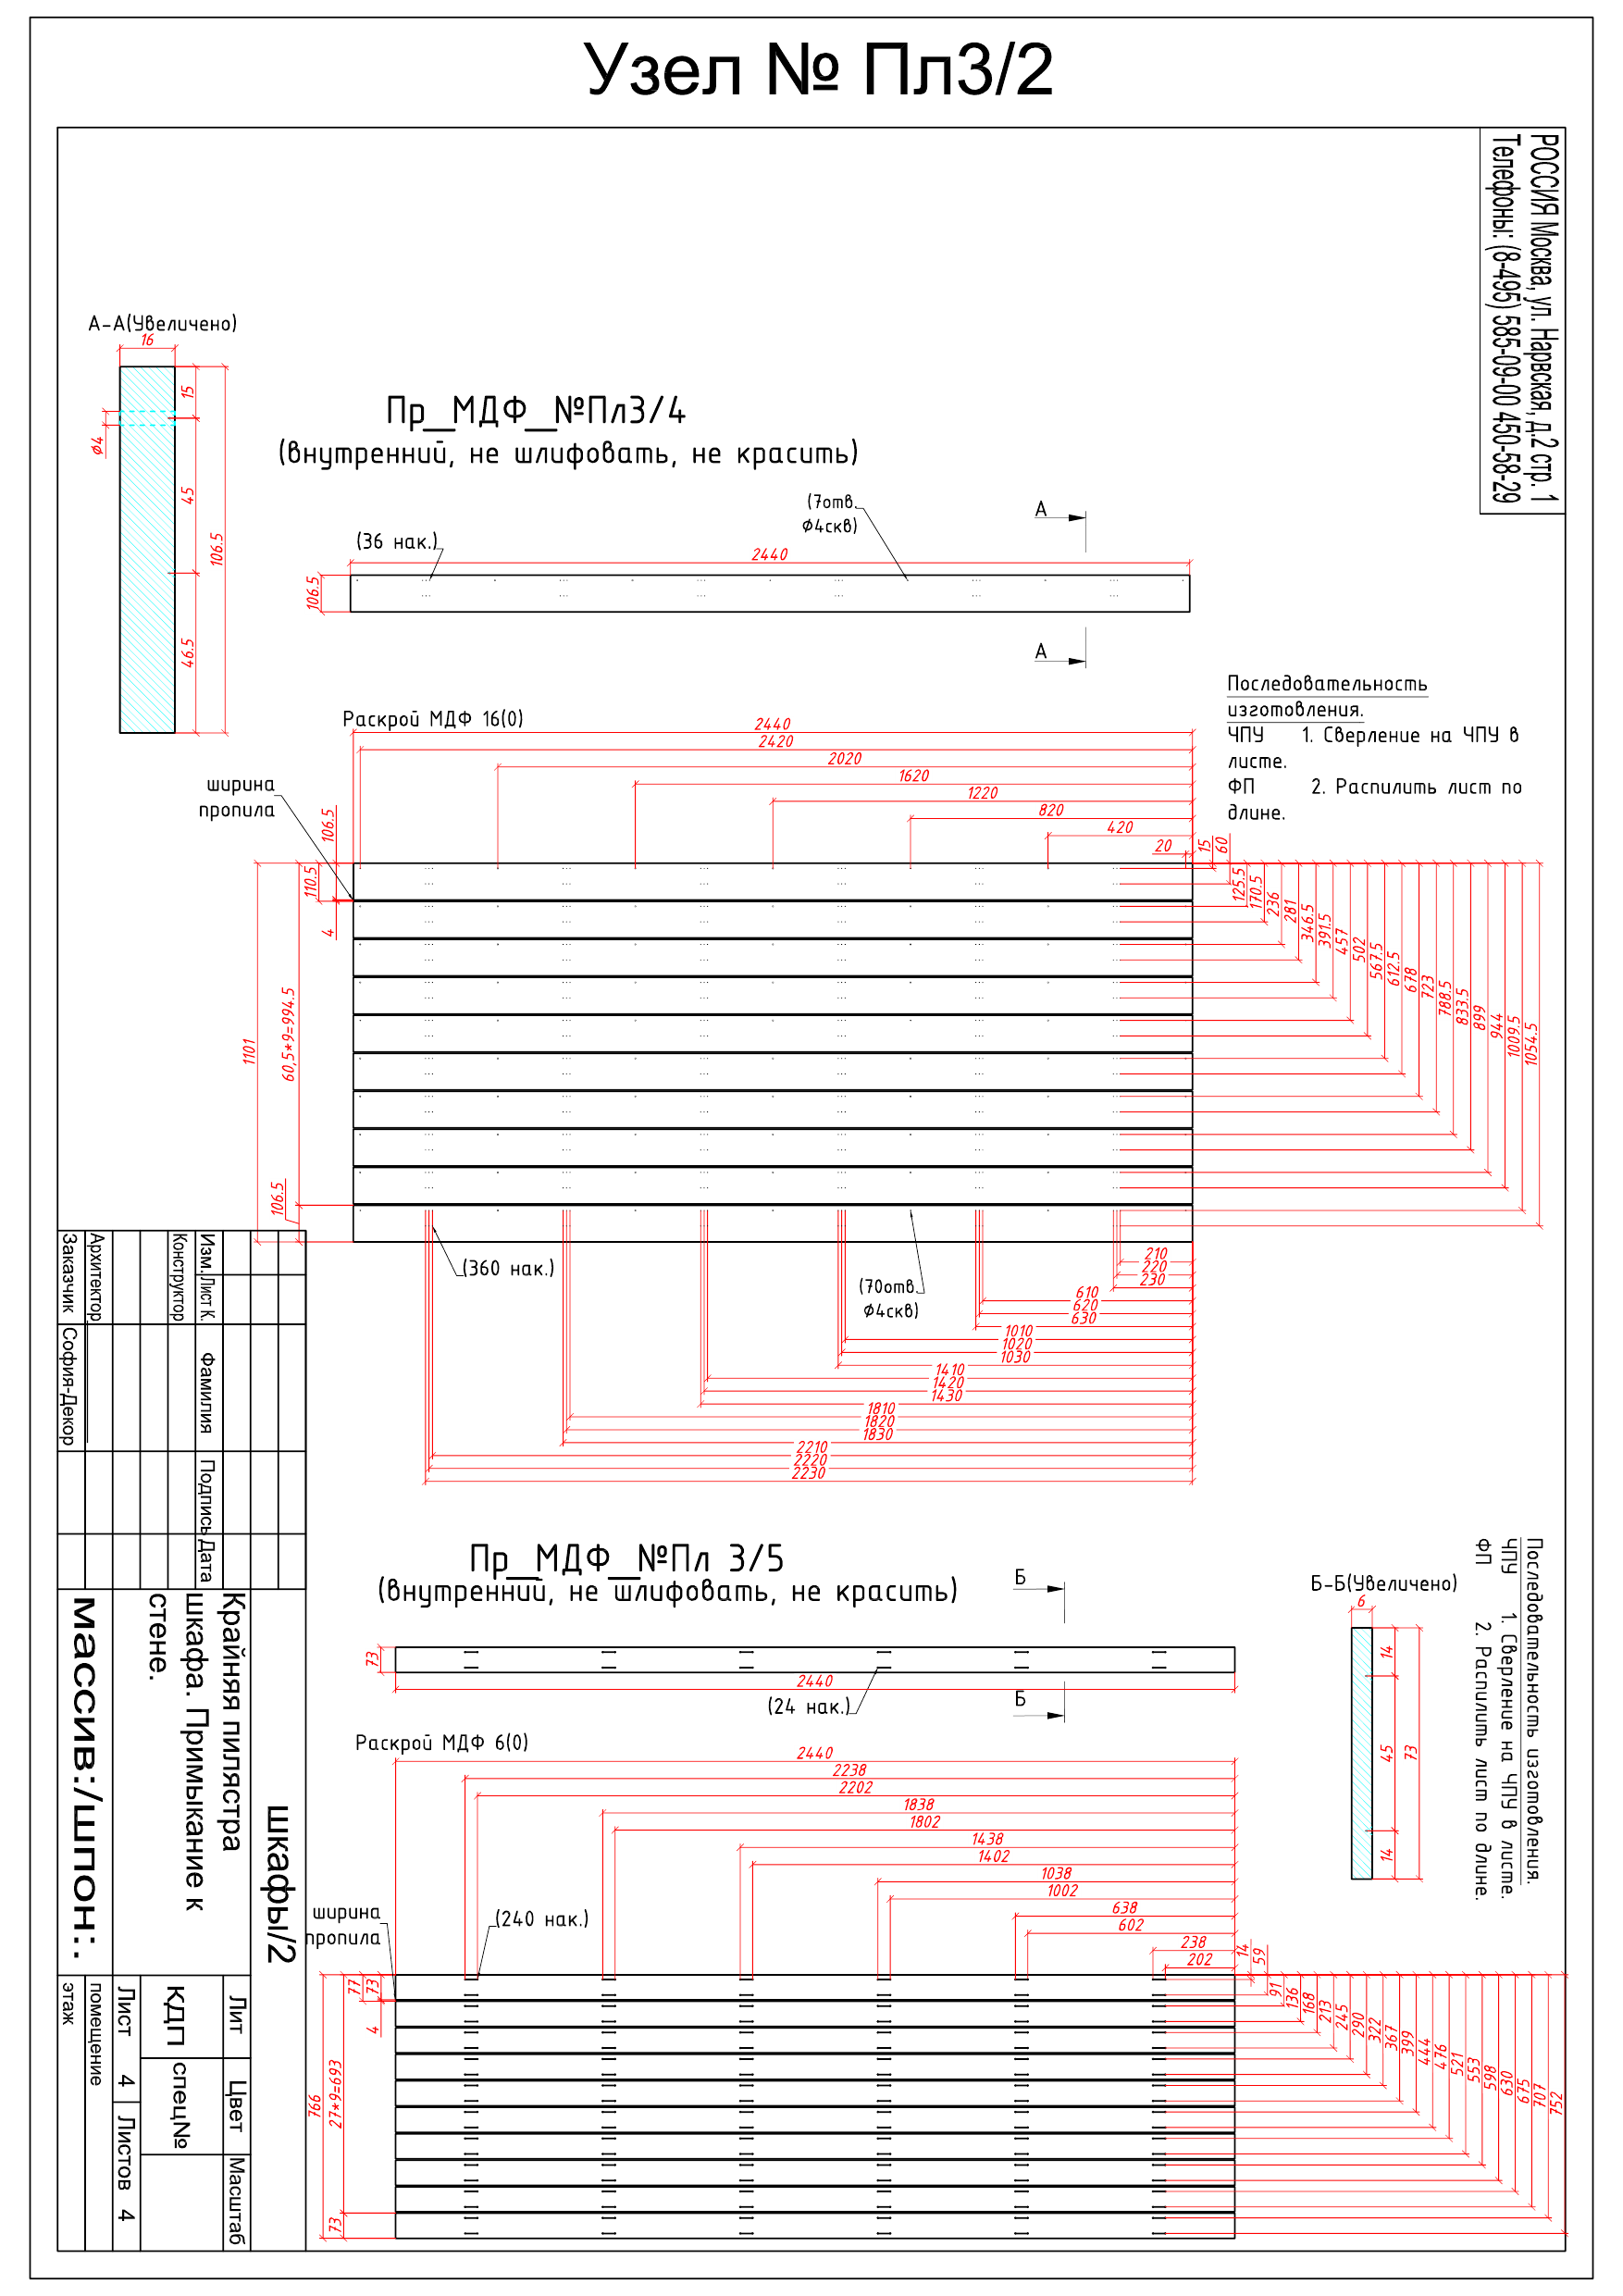 Узел № Пл3/2
РОССИЯ Москва, ул. Нарвская, д.2 стр. 1
Телефоны: (8-495) 585-09-00 450-58-29
А-А(Увеличено)
16
15
45
46.5
106.5
Ø4
Пр_МДФ_№Пл3/4
(внутренний, не шлифовать, не красить)
(36 нак.)
(7отв.
Ø4скв)
А
2440
106.5
А
Последовательность
изготовления.
ЧПУ 1. Сверление на ЧПУ в
листе.
ФП 2. Распилить лист по
длине.
Раскрой МДФ 16(0)
2440
2420
2020
1620
1220
820
420
20
15
60
ширина
пропила
106.5
110.5
4
1101
60,5*9=994.5
106.5
125.5
170.5
236
281
346.5
391.5
457
502
567.5
612.5
678
723
788.5
833.5
899
944
1009.5
1054.5
(360 нак.)
(70отв.
Ø4скв)
210
220
230
610
620
630
1010
1020
1030
1410
1420
1430
1810
1820
1830
2210
2220
2230
Пр_МДФ_№Пл 3/5
(внутренний, не шлифовать, не красить)
Б
73
2440
(24 нак.)
Б
Б-Б(Увеличено)
6
14
45
14
73
Последовательность изготовления.
ЧПУ 1. Сверление на ЧПУ в листе.
ФП 2. Распилить лист по длине.
Раскрой МДФ 6(0)
2440
2238
2202
1838
1802
1438
1402
1038
1002
638
602
238
202
14
59
ширина
пропила
(240 нак.)
77
73
4
766
27*9=693
73
91
136
168
213
245
290
322
367
399
444
476
521
553
598
630
675
707
752
Изм.
Лист
К.
Фамилия
Подпись
Дата
Конструктор
Архитектор
Заказчик
София-Декор
шкафы/2
Крайняя пилястра
шкафа. Примыкание к
стене.
массив:/шпон:.
Лит
Цвет
Масштаб
КДП
спец№
Лист 4
Листов 4
помещение
этаж